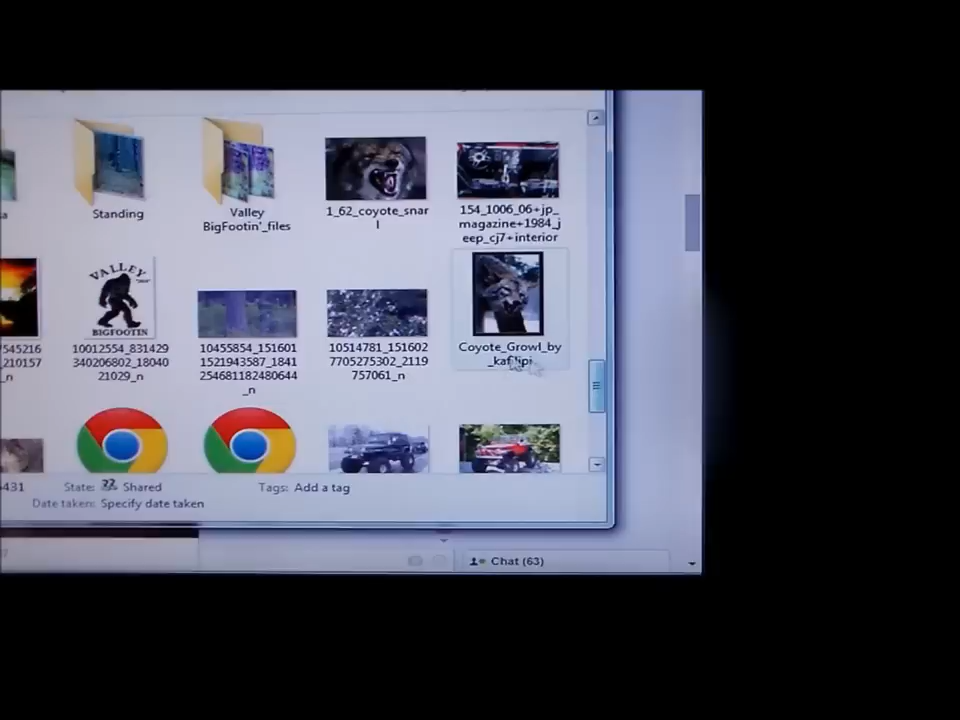 Standing
Valley
BigFootin'_files
1_62_coyote_snar
l
154_1006_06+jp_
magazine+1984_j
eep_cj7+interior
VALLEY
BIGFOOTIN
545216
_210157
_n
10012554_831429
340206802_18040
21029_n
10455854_151601
1521943587_1841
254681182480644
_n
10514781_151602
7705275302_2119
757061_n
Coyote_Growl_by
5431
State:
Shared
Tags: Add a tag
Date taken: Specify date taken
Chat (63)